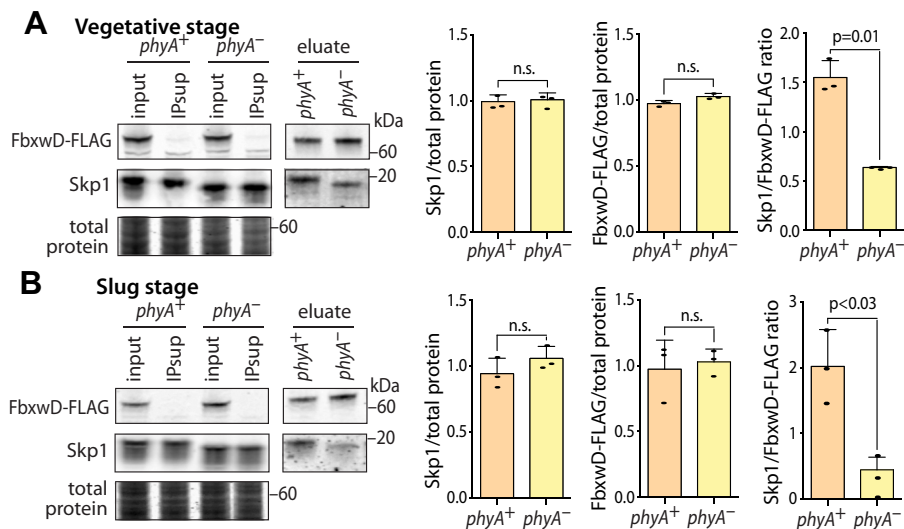 A Vegetative stage
phyA+ phyA– eluate
input IPsup input IPsup phyA+ phyA–
kDa
FbxwD-FLAG
–60
Skp1
–20
total
protein
–60
Skp1/total protein
1.5
1.0
0.5
0.0
n.s.
phyA+ phyA–
FbxwD-FLAG/total protein
1.5
1.0
0.5
0.0
n.s.
phyA+ phyA–
Skp1/FbxwD-FLAG ratio
2.0
1.5
1.0
0.5
0.0
p=0.01
phyA+ phyA–
B Slug stage
phyA+ phyA– eluate
input IPsup input IPsup phyA+ phyA–
kDa
FbxwD-FLAG
–60
Skp1
–20
total
protein
–60
Skp1/total protein
1.5
1.0
0.5
0.0
n.s.
phyA+ phyA–
FbxwD-FLAG/total protein
1.5
1.0
0.5
0.0
n.s.
phyA+ phyA–
Skp1/FbxwD-FLAG ratio
3
2
1
0
p<0.03
phyA+ phyA–